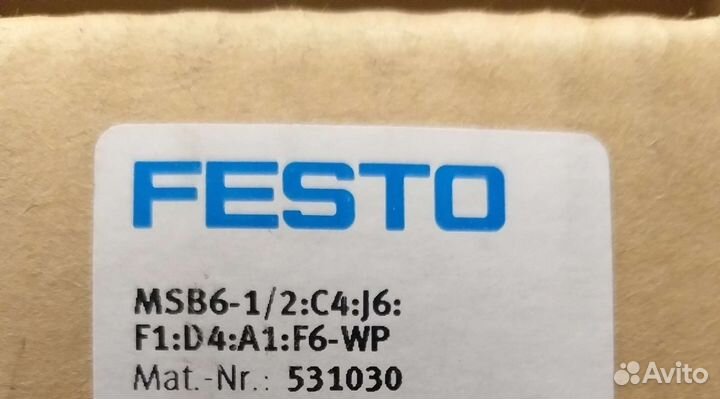 FESTO
MSB6-1/2:C4:J6:
F1:D4:A1:F6-WP
Mat.-Nr.: 531030
Avito